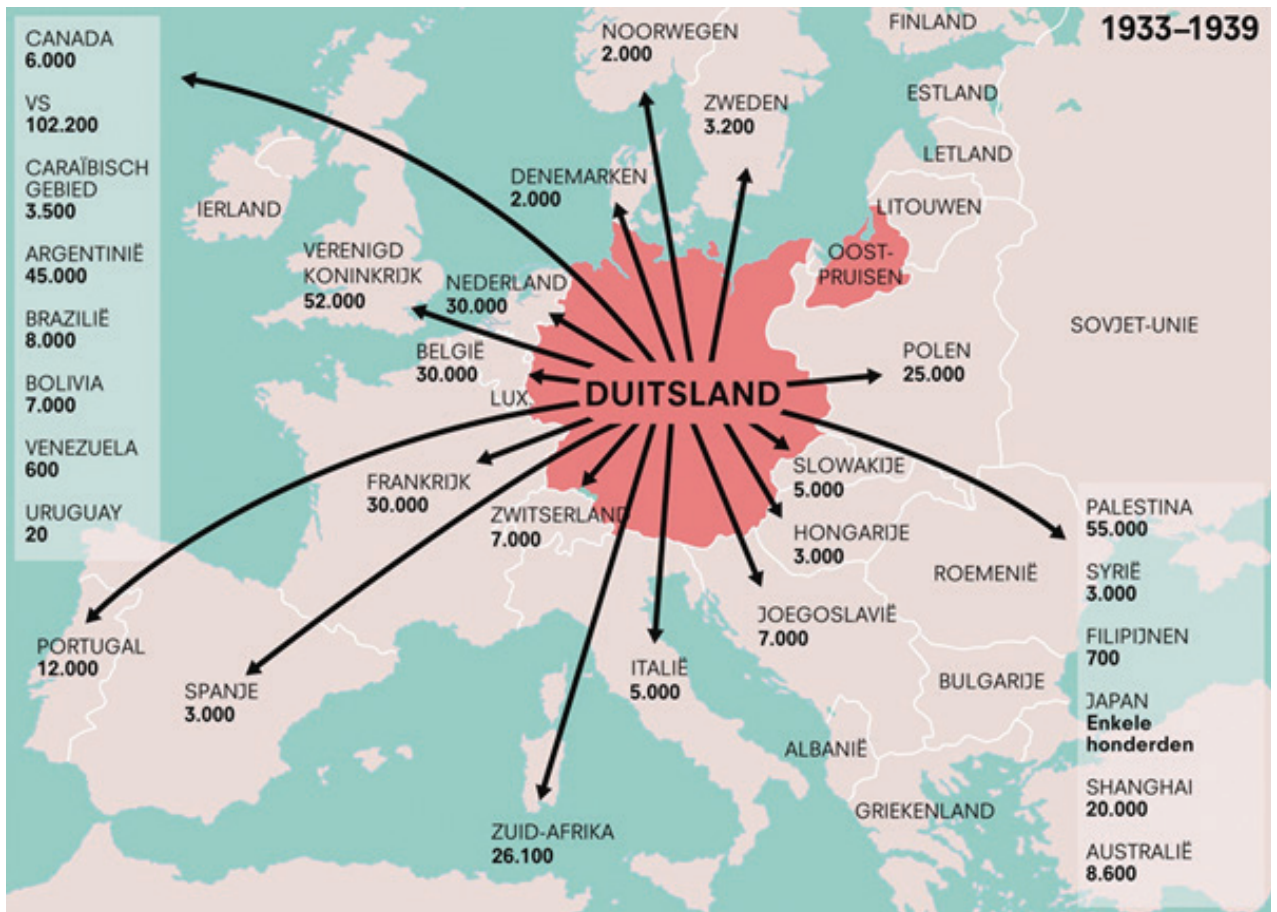 1933–1939
CANADA
6.000
VS
102.200
CARAÏBISCH
GEBIED
3.500
ARGENTINIË
45.000
BRAZILIË
8.000
BOLIVIA
7.000
VENEZUELA
600
URUGUAY
20
NOORWEGEN
2.000
FINLAND
ZWEDEN
3.200
ESTLAND
LETLAND
LITOUWEN
DENEMARKEN
2.000
IERLAND
VERENIGD
KONINKRIJK
52.000
NEDERLAND
30.000
OOST-
PRUISEN
SOVJET-UNIE
BELGIË
30.000
POLEN
25.000
LUX.
DUITSLAND
FRANKRIJK
30.000
ZWITSERLAND
7.000
SLOWAKIJE
5.000
HONGARIJE
3.000
ROEMENIË
JOEGOSLAVIË
7.000
PORTUGAL
12.000
SPANJE
3.000
ITALIË
5.000
BULGARIJE
ALBANIË
GRIEKENLAND
ZUID-AFRIKA
26.100
PALESTINA
55.000
SYRIË
3.000
FILIPIJNEN
700
JAPAN
Enkele
honderden
SHANGHAI
20.000
AUSTRALIË
8.600